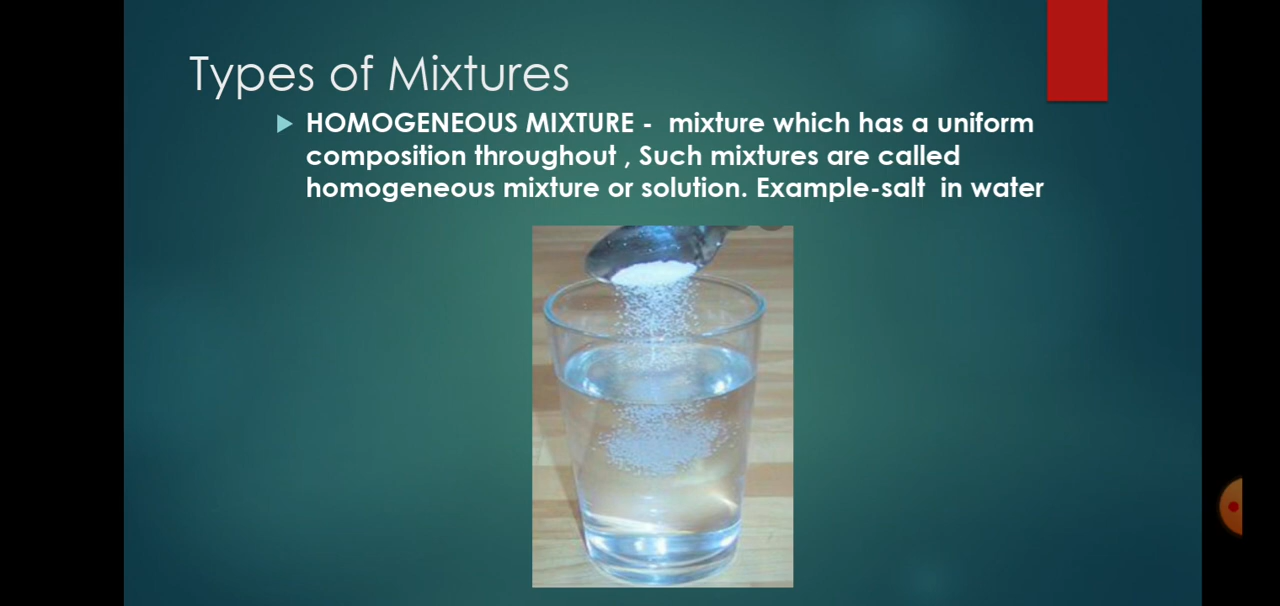 Types of Mixtures
HOMOGENEOUS MIXTURE - mixture which has a uniform
composition throughout , Such mixtures are called
homogeneous mixture or solution. Example-salt in water